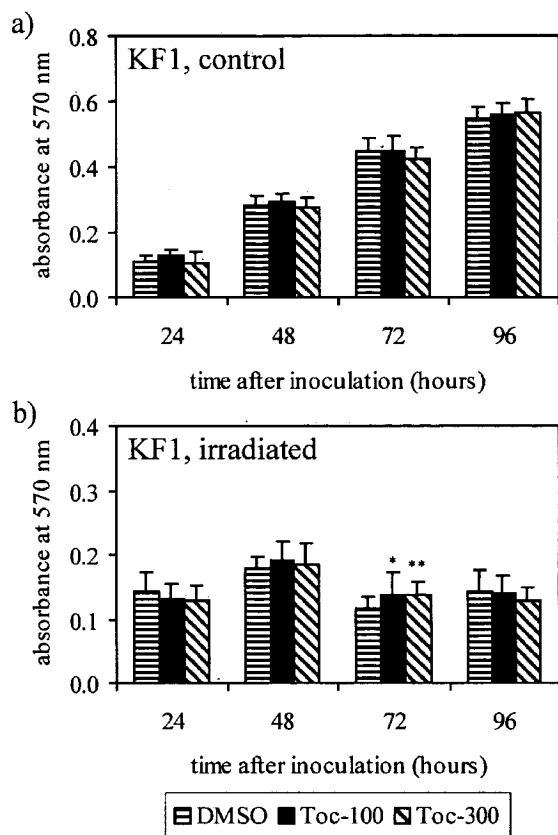 a)
KF1, control
absorbance at 570 nm
0.8
0.6
0.4
0.2
0.0
24 48 72 96
time after inoculation (hours)
b)
KF1, irradiated
absorbance at 570 nm
0.4
0.3
0.2
0.1
0
* **
24 48 72 96
time after inoculation (hours)
DMSO Toc-100 Toc-300